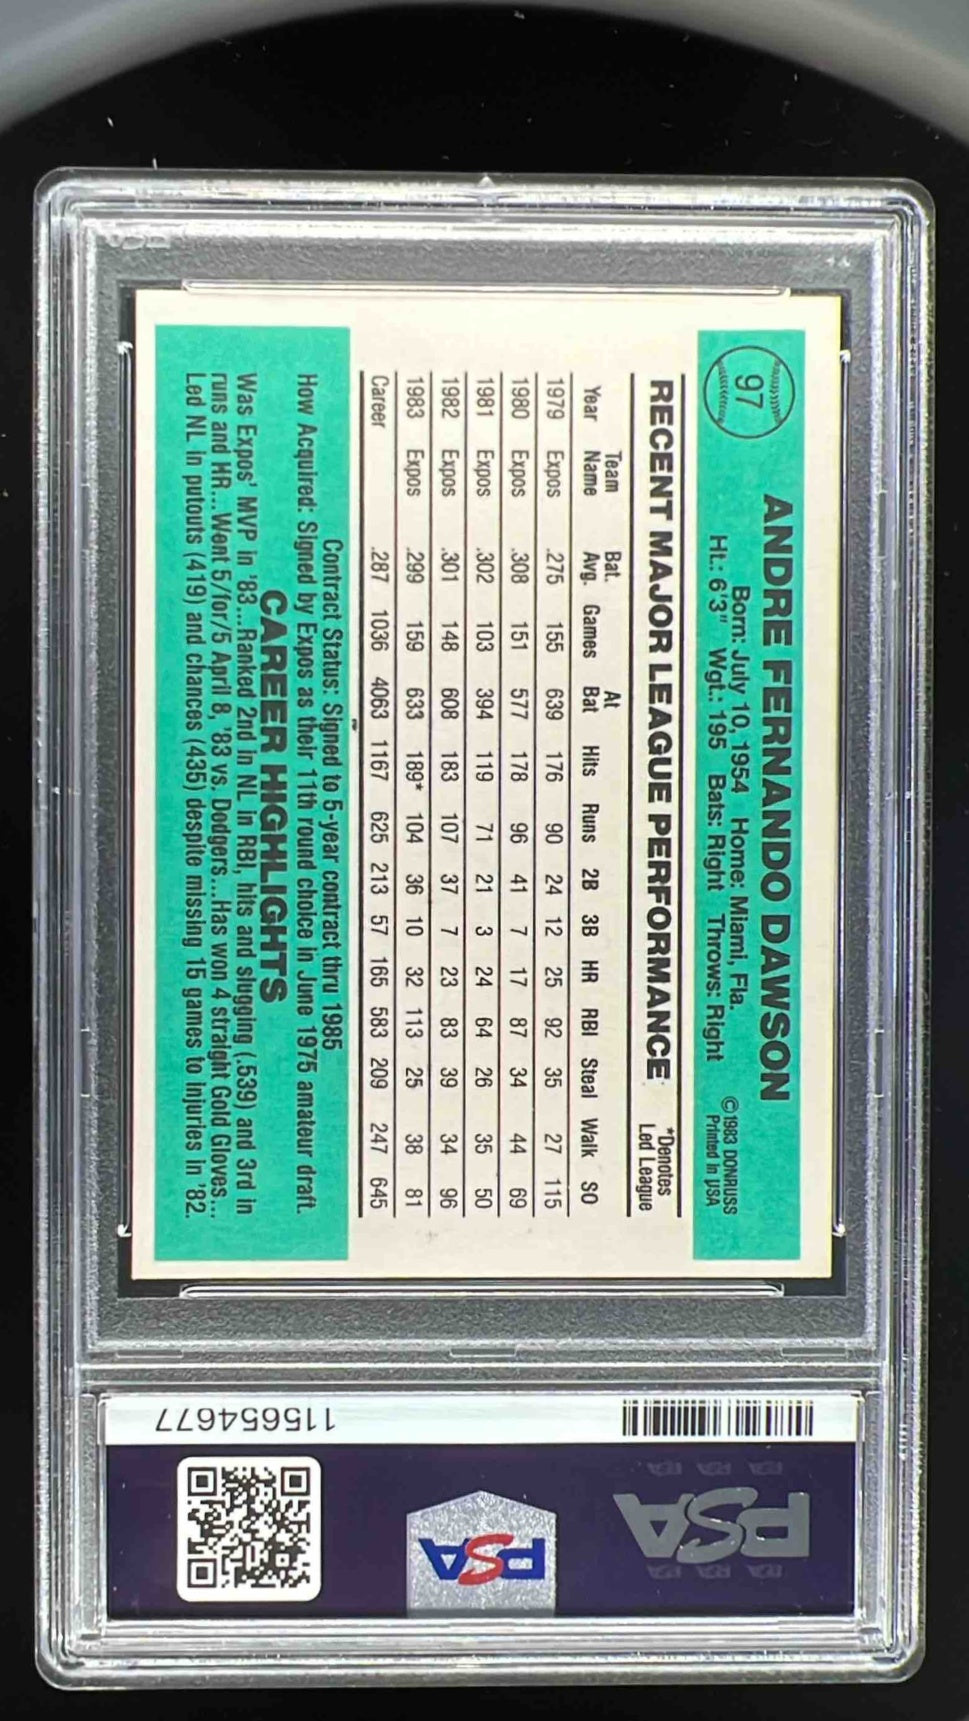 97
ANDRE FERNANDO DAWSON
Born: July 10, 1954 Home: Miami, Fla.
Ht.: 6'3" Wgt.: 195 Bats: Right Throws: Right
©1983 DONRUSS
Printed in USA
RECENT MAJOR LEAGUE PERFORMANCE
*Denotes
Led League
Team Bat. At
Year Name Avg. Games Bat Hits Runs 2B 3B HR RBI Steal Walk SO
1979 Expos .275 155 639 176 90 24 12 25 92 35 27 115
1980 Expos .308 151 577 178 96 41 7 17 87 34 44 69
1981 Expos .302 103 394 119 71 21 3 24 64 26 35 50
1982 Expos .301 148 608 183 107 37 7 23 83 39 34 96
1983 Expos .299 159 633 189* 104 36 10 32 113 25 38 81
Career .287 1036 4063 1167 625 213 57 165 583 209 247 645
Contract Status: Signed to 5-year contract thru 1985
How Acquired: Signed by Expos as their 11th round choice in June 1975 amateur draft.
CAREER HIGHLIGHTS
Was Expos' MVP in '83...Ranked 2nd in NL in RBI, hits and slugging (.539) and 3rd in
runs and HR...Went 5/for/5 April 8, '83 vs. Dodgers...Has won 4 straight Gold Gloves...
Led NL in putouts (419) and chances (435) despite missing 15 games to injuries in '82.
115654677
PSA
PSA